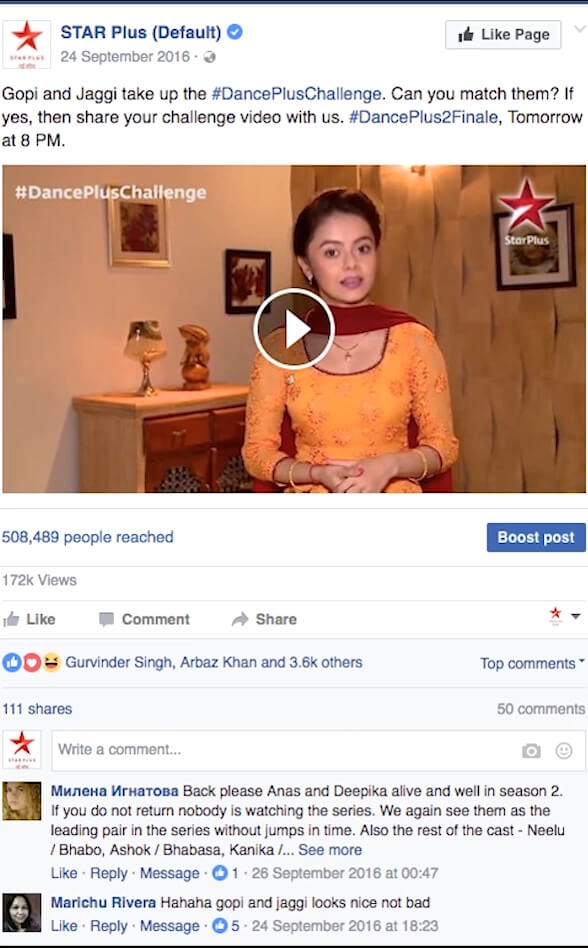 STAR Plus (Default)
Like Page
24 September 2016 ·
Gopi and Jaggi take up the #DancePlusChallenge. Can you match them? If
yes, then share your challenge video with us. #DancePlus2Finale, Tomorrow
at 8 PM.
#DancePlusChallenge
StarPlus
508,489 people reached
Boost post
172k Views
Like
Comment
Share
Gurvinder Singh, Arbaz Khan and 3.6k others
Top comments
111 shares
50 comments
Write a comment...
Милена Игнатова Back please Anas and Deepika alive and well in season 2.
If you do not return nobody is watching the series. We again see them as the
leading pair in the series without jumps in time. Also the rest of the cast - Neelu
/ Bhabo, Ashok / Bhabasa, Kanika /... See more
Like · Reply · Message · 1 · 26 September 2016 at 00:47
Marichu Rivera Hahaha gopi and jaggi looks nice not bad
Like · Reply · Message · 5 · 24 September 2016 at 18:23